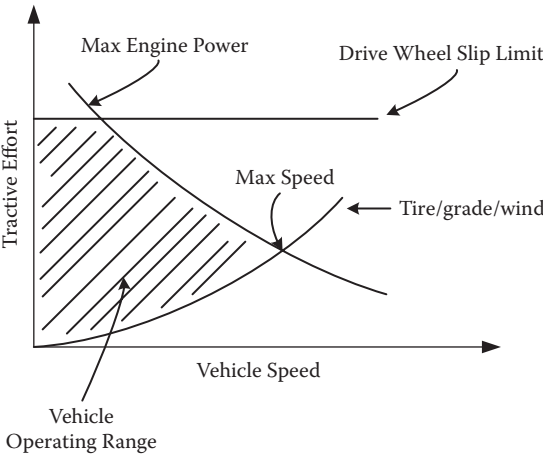 Max Engine Power
Drive Wheel Slip Limit
Tractive Effort
Max Speed
Tire/grade/wind
Vehicle Speed
Vehicle
Operating Range